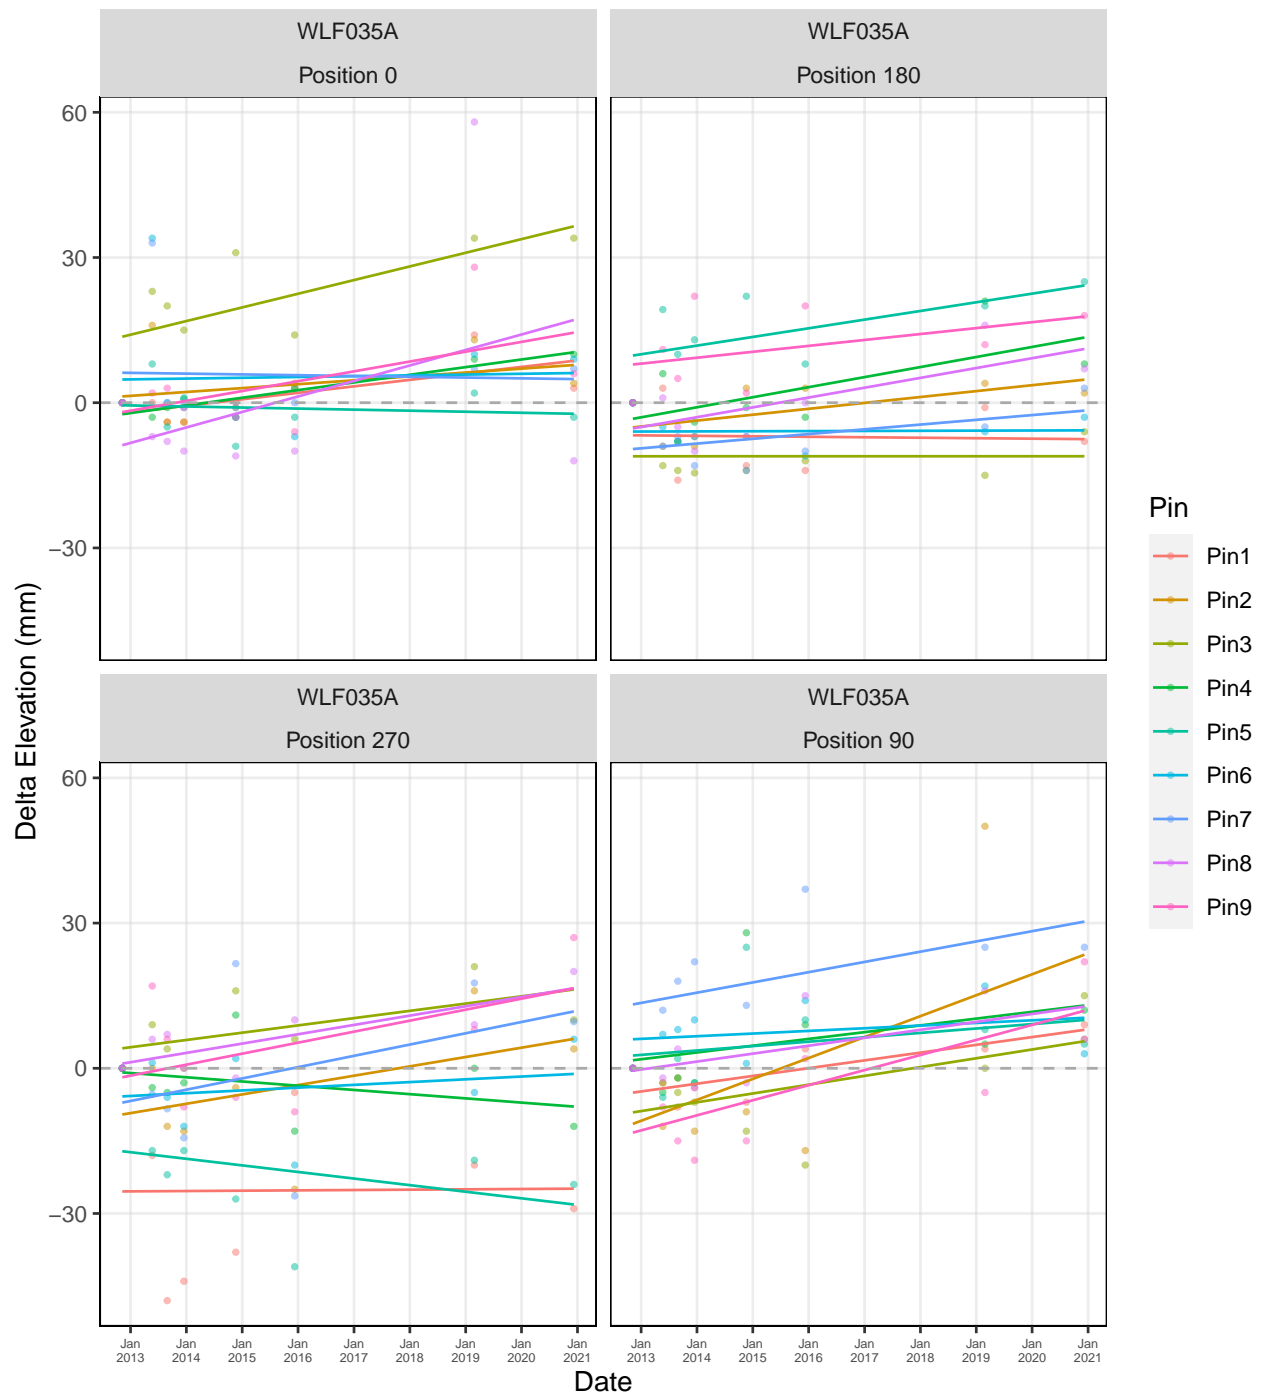 WLF035A
WLF035A
Position 0
Position 180
60
30
0
−30
WLF035A
WLF035A
Position 270
Position 90
60
30
0
−30
Jan
2013
Jan
2014
Jan
2015
Jan
2016
Jan
2017
Jan
2018
Jan
2019
Jan
2020
Jan
2021
Jan
2013
Jan
2014
Jan
2015
Jan
2016
Jan
2017
Jan
2018
Jan
2019
Jan
2020
Jan
2021
Date
Delta Elevation (mm)
Pin
Pin1
Pin2
Pin3
Pin4
Pin5
Pin6
Pin7
Pin8
Pin9